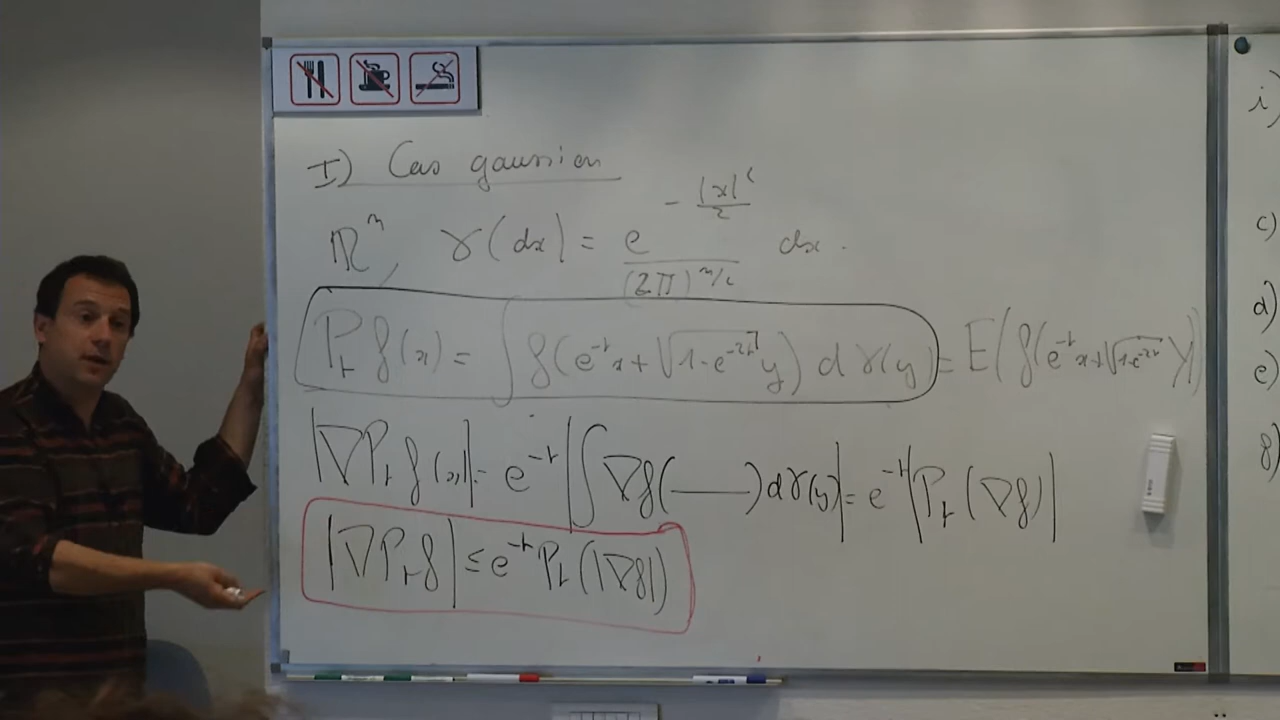 I) Cas gaussien
ℝⁿ, γ(dx) = e^{-|x|²/2} / (2π)^{n/2} dx.
P_t f(x) = ∫ f(e^{-t}x + √(1-e^{-2t}) y) dγ(y) = E(f(e^{-t}x + √(1-e^{-2t}) Y))
|∇P_t f(x)| = e^{-t} |∫ ∇f(——) dγ(y)| = e^{-t} |P_t(∇f)|
|∇P_t f| ≤ e^{-t} P_t(|∇f|)
i)
c)
d)
e)
f)